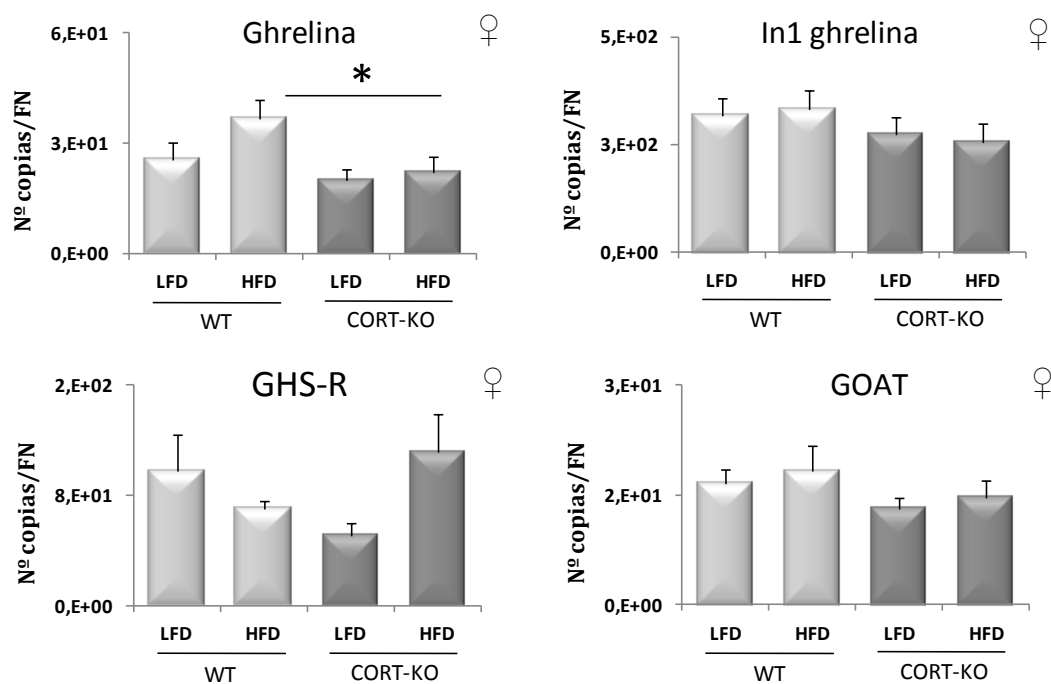 Ghrelina ♀
6,E+01
3,E+01
0,E+00
Nº copias/FN
*
LFD HFD LFD HFD
WT CORT-KO
In1 ghrelina ♀
5,E+02
3,E+02
0,E+00
Nº copias/FN
LFD HFD LFD HFD
WT CORT-KO
GHS-R ♀
2,E+02
8,E+01
0,E+00
Nº copias/FN
LFD HFD LFD HFD
WT CORT-KO
GOAT ♀
3,E+01
2,E+01
0,E+00
Nº copias/FN
LFD HFD LFD HFD
WT CORT-KO